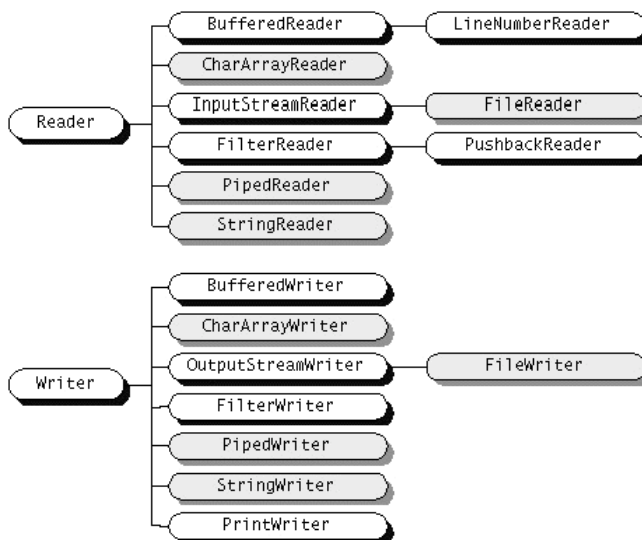 BufferedReader
LineNumberReader
CharArrayReader
InputStreamReader
FileReader
Reader
FilterReader
PushbackReader
PipedReader
StringReader
BufferedWriter
CharArrayWriter
OutputStreamWriter
FileWriter
Writer
FilterWriter
PipedWriter
StringWriter
PrintWriter